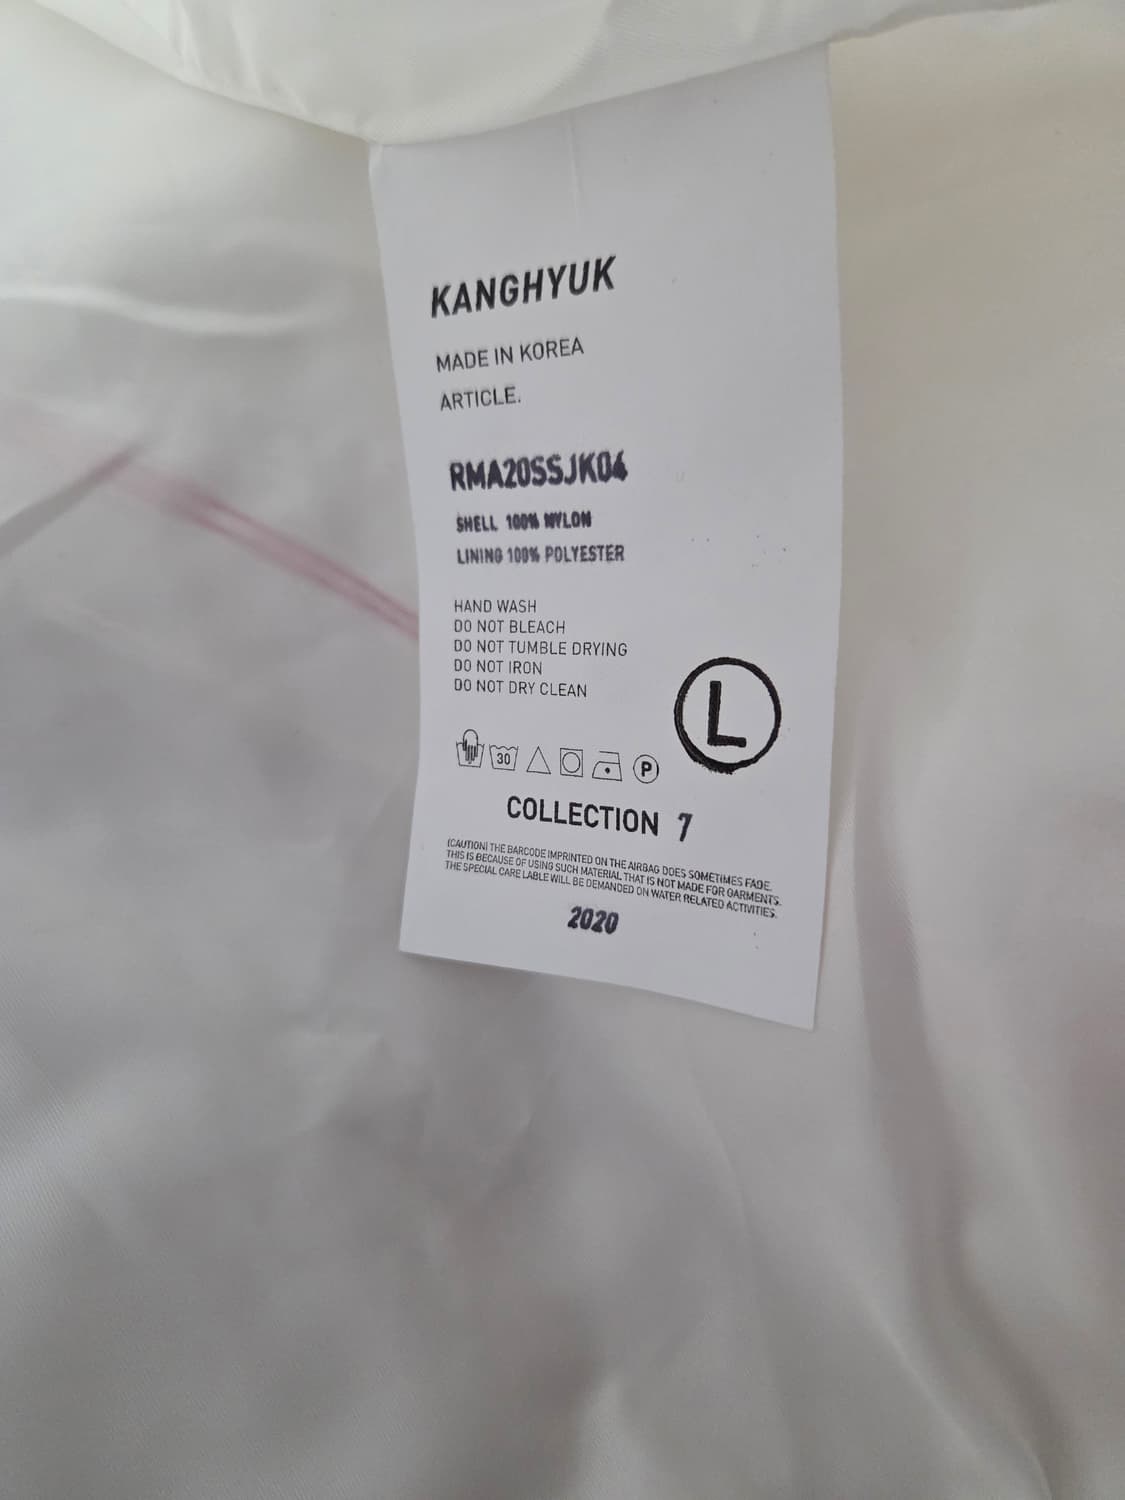 KANGHYUK
MADE IN KOREA
ARTICLE.
RMA20SSJK04
SHELL 100% NYLON
LINING 100% POLYESTER
HAND WASH
DO NOT BLEACH
DO NOT TUMBLE DRYING
DO NOT IRON
DO NOT DRY CLEAN
L
30 P
COLLECTION 7
(CAUTION) THE BARCODE IMPRINTED ON THE AIRBAG DOES SOMETIMES FADE.
THIS IS BECAUSE OF USING SUCH MATERIAL THAT IS NOT MADE FOR GARMENTS.
THE SPECIAL CARE LABLE WILL BE DEMANDED ON WATER RELATED ACTIVITIES.
2020